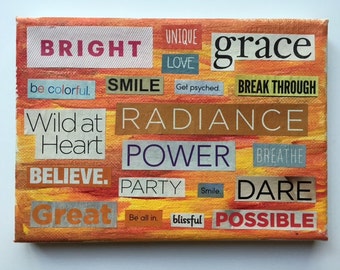 BRIGHT
UNIQUE
grace
LOVE
be colorful.
SMILE
Get psyched.
BREAK THROUGH
Wild at
Heart
RADIANCE
POWER
BREATHE
BELIEVE.
PARTY
Smile.
DARE
Great
Be all in.
blissful
POSSIBLE